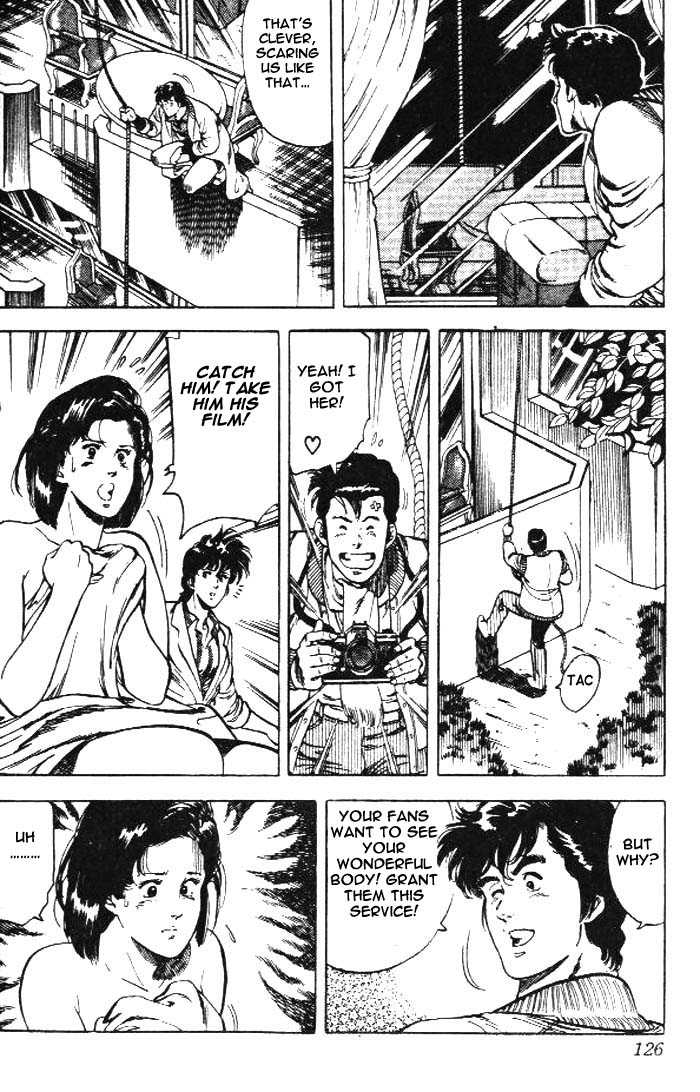 THAT'S
CLEVER,
SCARING
US LIKE
THAT...
TAC
YEAH! I
GOT
HER!
CATCH
HIM! TAKE
HIM HIS
FILM!
BUT
WHY?
YOUR FANS
WANT TO SEE
YOUR
WONDERFUL
BODY! GRANT
THEM THIS
SERVICE!
UH
.........
126